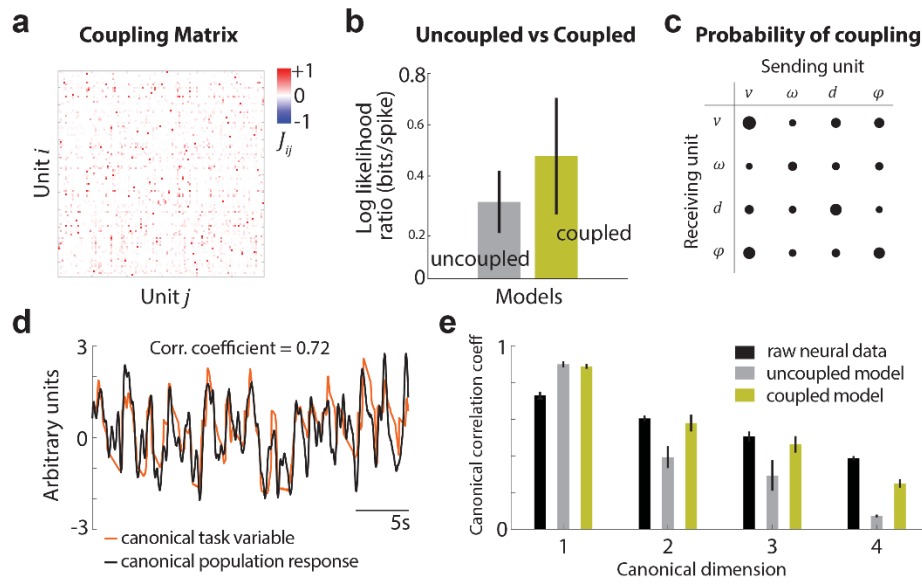 a
Coupling Matrix
+1
0
-1
J_ij
Unit i
Unit j
b
Uncoupled vs Coupled
Log likelihood
ratio (bits/spike)
0.8
0.6
0.4
0.2
0
uncoupled
coupled
Models
c
Probability of coupling
Sending unit
v ω d φ
Receiving unit
v
ω
d
φ
d
Corr. coefficient = 0.72
Arbitrary units
3
0
-3
5s
canonical task variable
canonical population response
e
Canonical correlation coeff
1
0
raw neural data
uncoupled model
coupled model
1 2 3 4
Canonical dimension